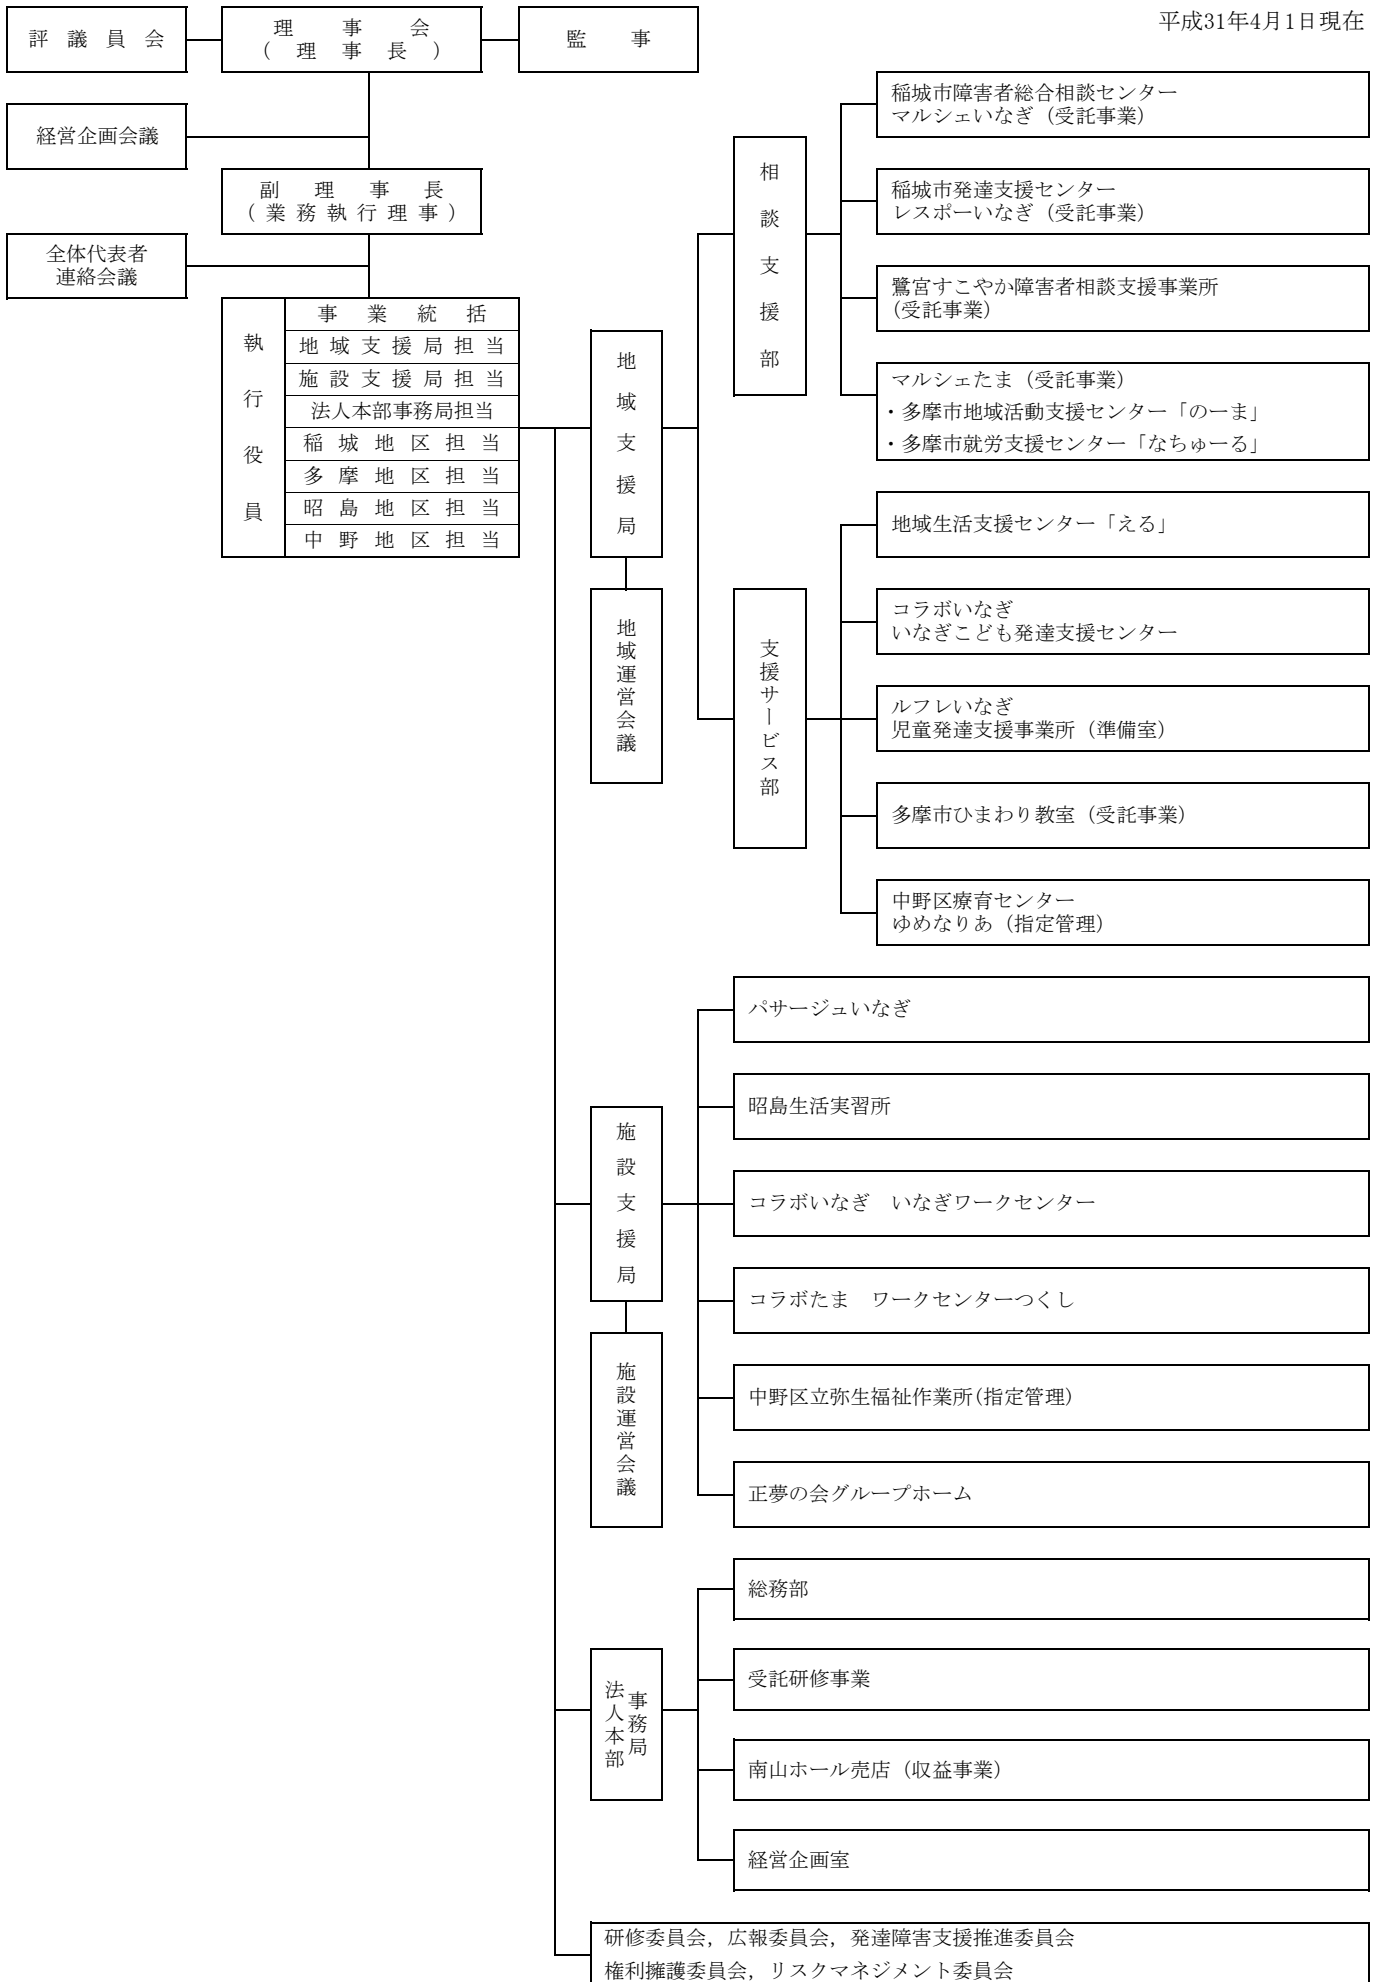 平成31年4月1日現在
評議員会
理事会
(理事長)
監事
経営企画会議
副理事長
(業務執行理事)
全体代表者
連絡会議
執行役員
事業統括
地域支援局担当
施設支援局担当
法人本部事務局担当
稲城地区担当
多摩地区担当
昭島地区担当
中野地区担当
地域支援局
地域運営会議
相談支援部
稲城市障害者総合相談センター
マルシェいなぎ(受託事業)
稲城市発達支援センター
レスポーいなぎ(受託事業)
鷺宮すこやか障害者相談支援事業所
(受託事業)
マルシェたま(受託事業)
・多摩市地域活動支援センター「のーま」
・多摩市就労支援センター「なちゅーる」
支援サービス部
地域生活支援センター「える」
コラボいなぎ
いなぎこども発達支援センター
ルフレいなぎ
児童発達支援事業所(準備室)
多摩市ひまわり教室(受託事業)
中野区療育センター
ゆめなりあ(指定管理)
施設支援局
施設運営会議
パサージュいなぎ
昭島生活実習所
コラボいなぎ　いなぎワークセンター
コラボたま　ワークセンターつくし
中野区立弥生福祉作業所(指定管理)
正夢の会グループホーム
法人本部
事務局
総務部
受託研修事業
南山ホール売店(収益事業)
経営企画室
研修委員会，広報委員会，発達障害支援推進委員会
権利擁護委員会，リスクマネジメント委員会